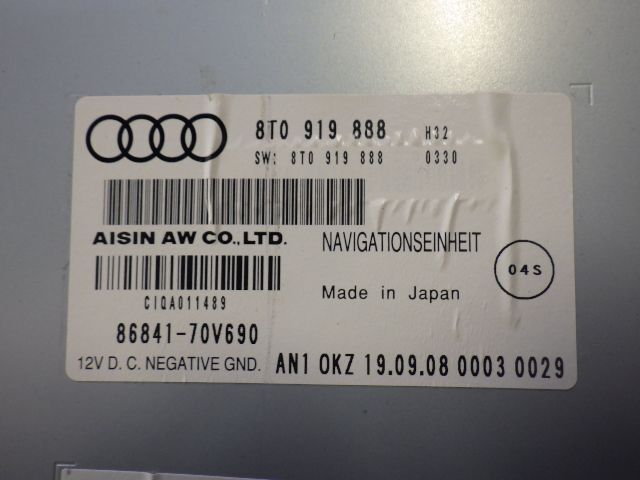 8T0 919 888 H32
SW: 8T0 919 888 0330
AISIN AW CO.,LTD.
NAVIGATIONSEINHEIT
04S
CIQA011489
Made in Japan
86841-70V690
12V D. C. NEGATIVE GND.
AN1 0KZ 19.09.08 0003 0029